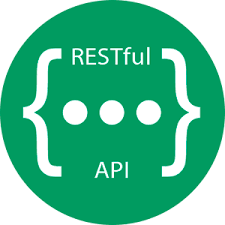 RESTful
{ ••• }
API